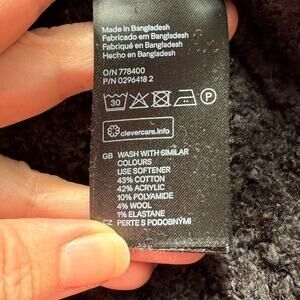 Made in Bangladesh
Fabricado em Bangladesh
Fabriqué en Bangladesh
Hecho en Bangladesh
O/N 778400
P/N 0296418 2
30 P
clevercare.info
GB WASH WITH SIMILAR
COLOURS
USE SOFTENER
43% COTTON
42% ACRYLIC
10% POLYAMIDE
4% WOOL
1% ELASTANE
CZ PERTE S PODOBNÝMI